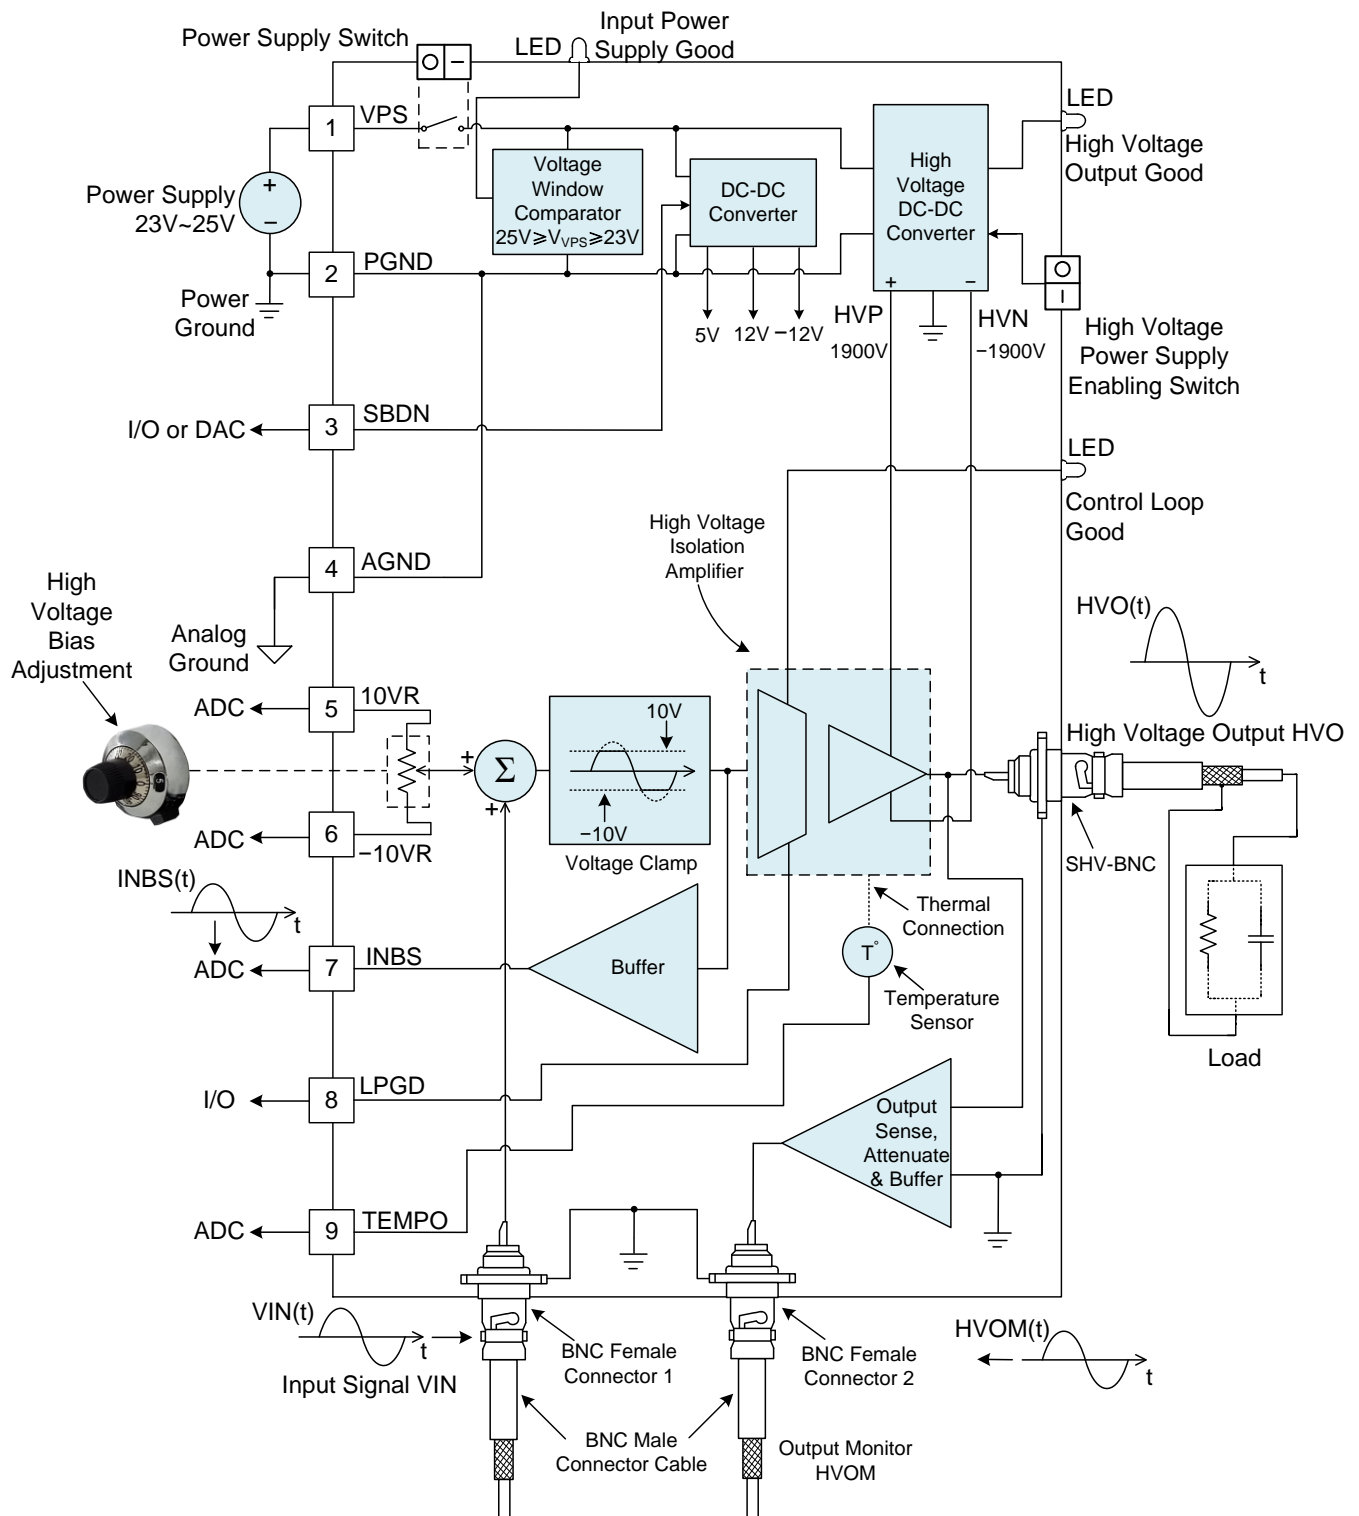 Power Supply Switch
LED
Input Power
Supply Good
1
VPS
Power Supply
23V~25V
+
−
2
PGND
Power
Ground
Voltage
Window
Comparator
25V≥VVPS≥23V
DC-DC
Converter
5V
12V
−12V
High
Voltage
DC-DC
Converter
+
−
HVP
1900V
HVN
−1900V
LED
High Voltage
Output Good
High Voltage
Power Supply
Enabling Switch
I/O or DAC
3
SBDN
LED
Control Loop
Good
High Voltage
Isolation
Amplifier
4
AGND
Analog
Ground
High
Voltage
Bias
Adjustment
ADC
5
10VR
ADC
6
−10VR
+
+
Σ
10V
−10V
Voltage Clamp
HVO(t)
t
High Voltage Output HVO
SHV-BNC
Load
INBS(t)
t
ADC
7
INBS
Buffer
Thermal
Connection
T°
Temperature
Sensor
I/O
8
LPGD
Output
Sense,
Attenuate
& Buffer
ADC
9
TEMPO
VIN(t)
t
Input Signal VIN
BNC Female
Connector 1
BNC Female
Connector 2
HVOM(t)
t
BNC Male
Connector Cable
Output Monitor
HVOM